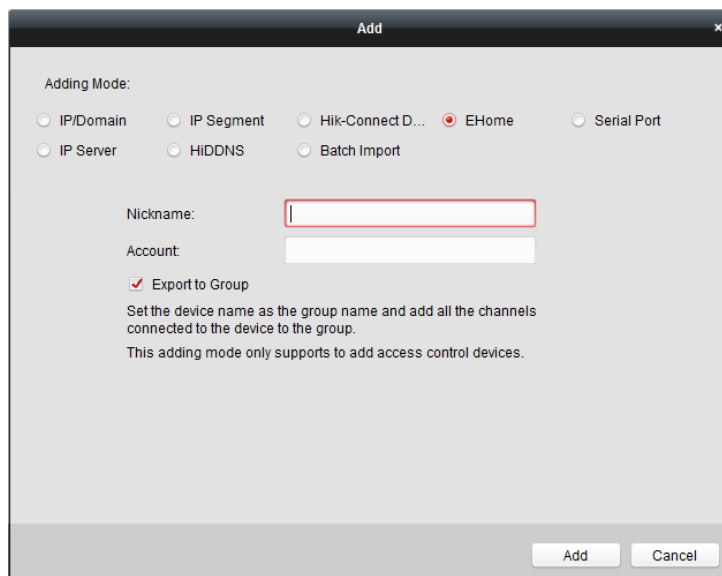 Add
×
Adding Mode:
IP/Domain IP Segment Hik-Connect D... EHome Serial Port
IP Server HiDDNS Batch Import
Nickname:
Account:
Export to Group
Set the device name as the group name and add all the channels
connected to the device to the group.
This adding mode only supports to add access control devices.
Add Cancel